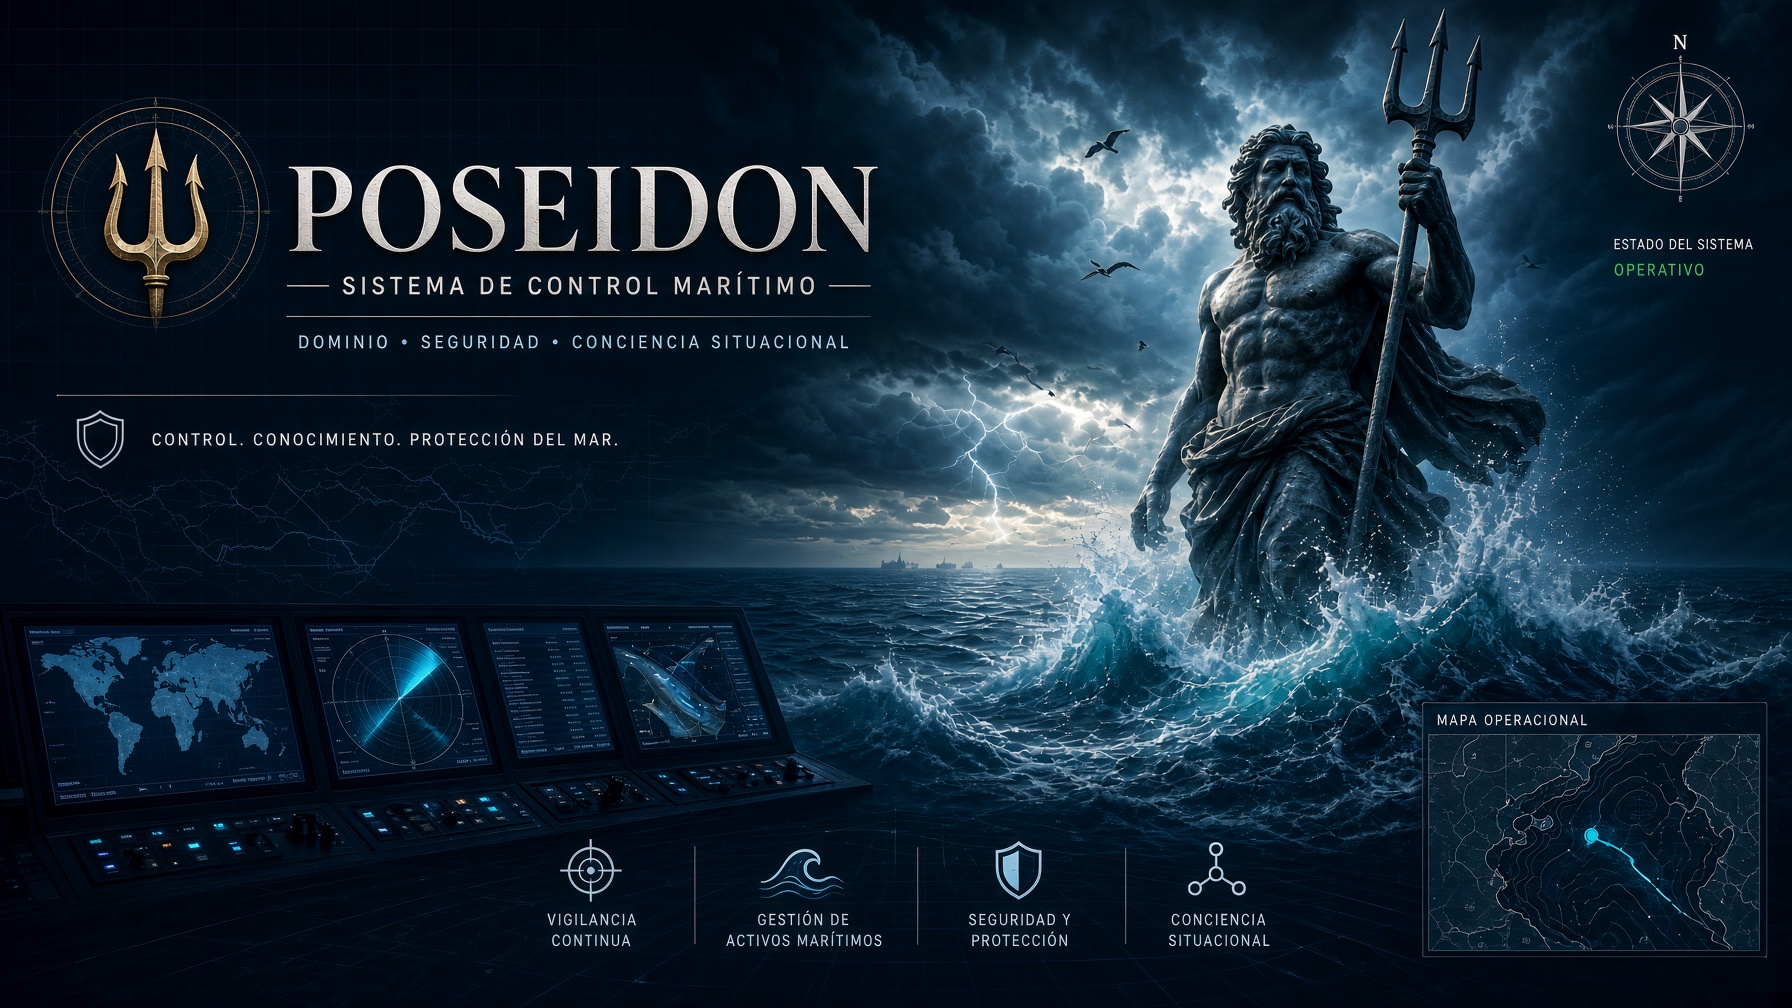 POSEIDON
SISTEMA DE CONTROL MARÍTIMO
DOMINIO • SEGURIDAD • CONCIENCIA SITUACIONAL
CONTROL. CONOCIMIENTO. PROTECCIÓN DEL MAR.
N
ESTADO DEL SISTEMA
OPERATIVO
MAPA OPERACIONAL
VIGILANCIA
CONTINUA
GESTIÓN DE
ACTIVOS MARÍTIMOS
SEGURIDAD Y
PROTECCIÓN
CONCIENCIA
SITUACIONAL